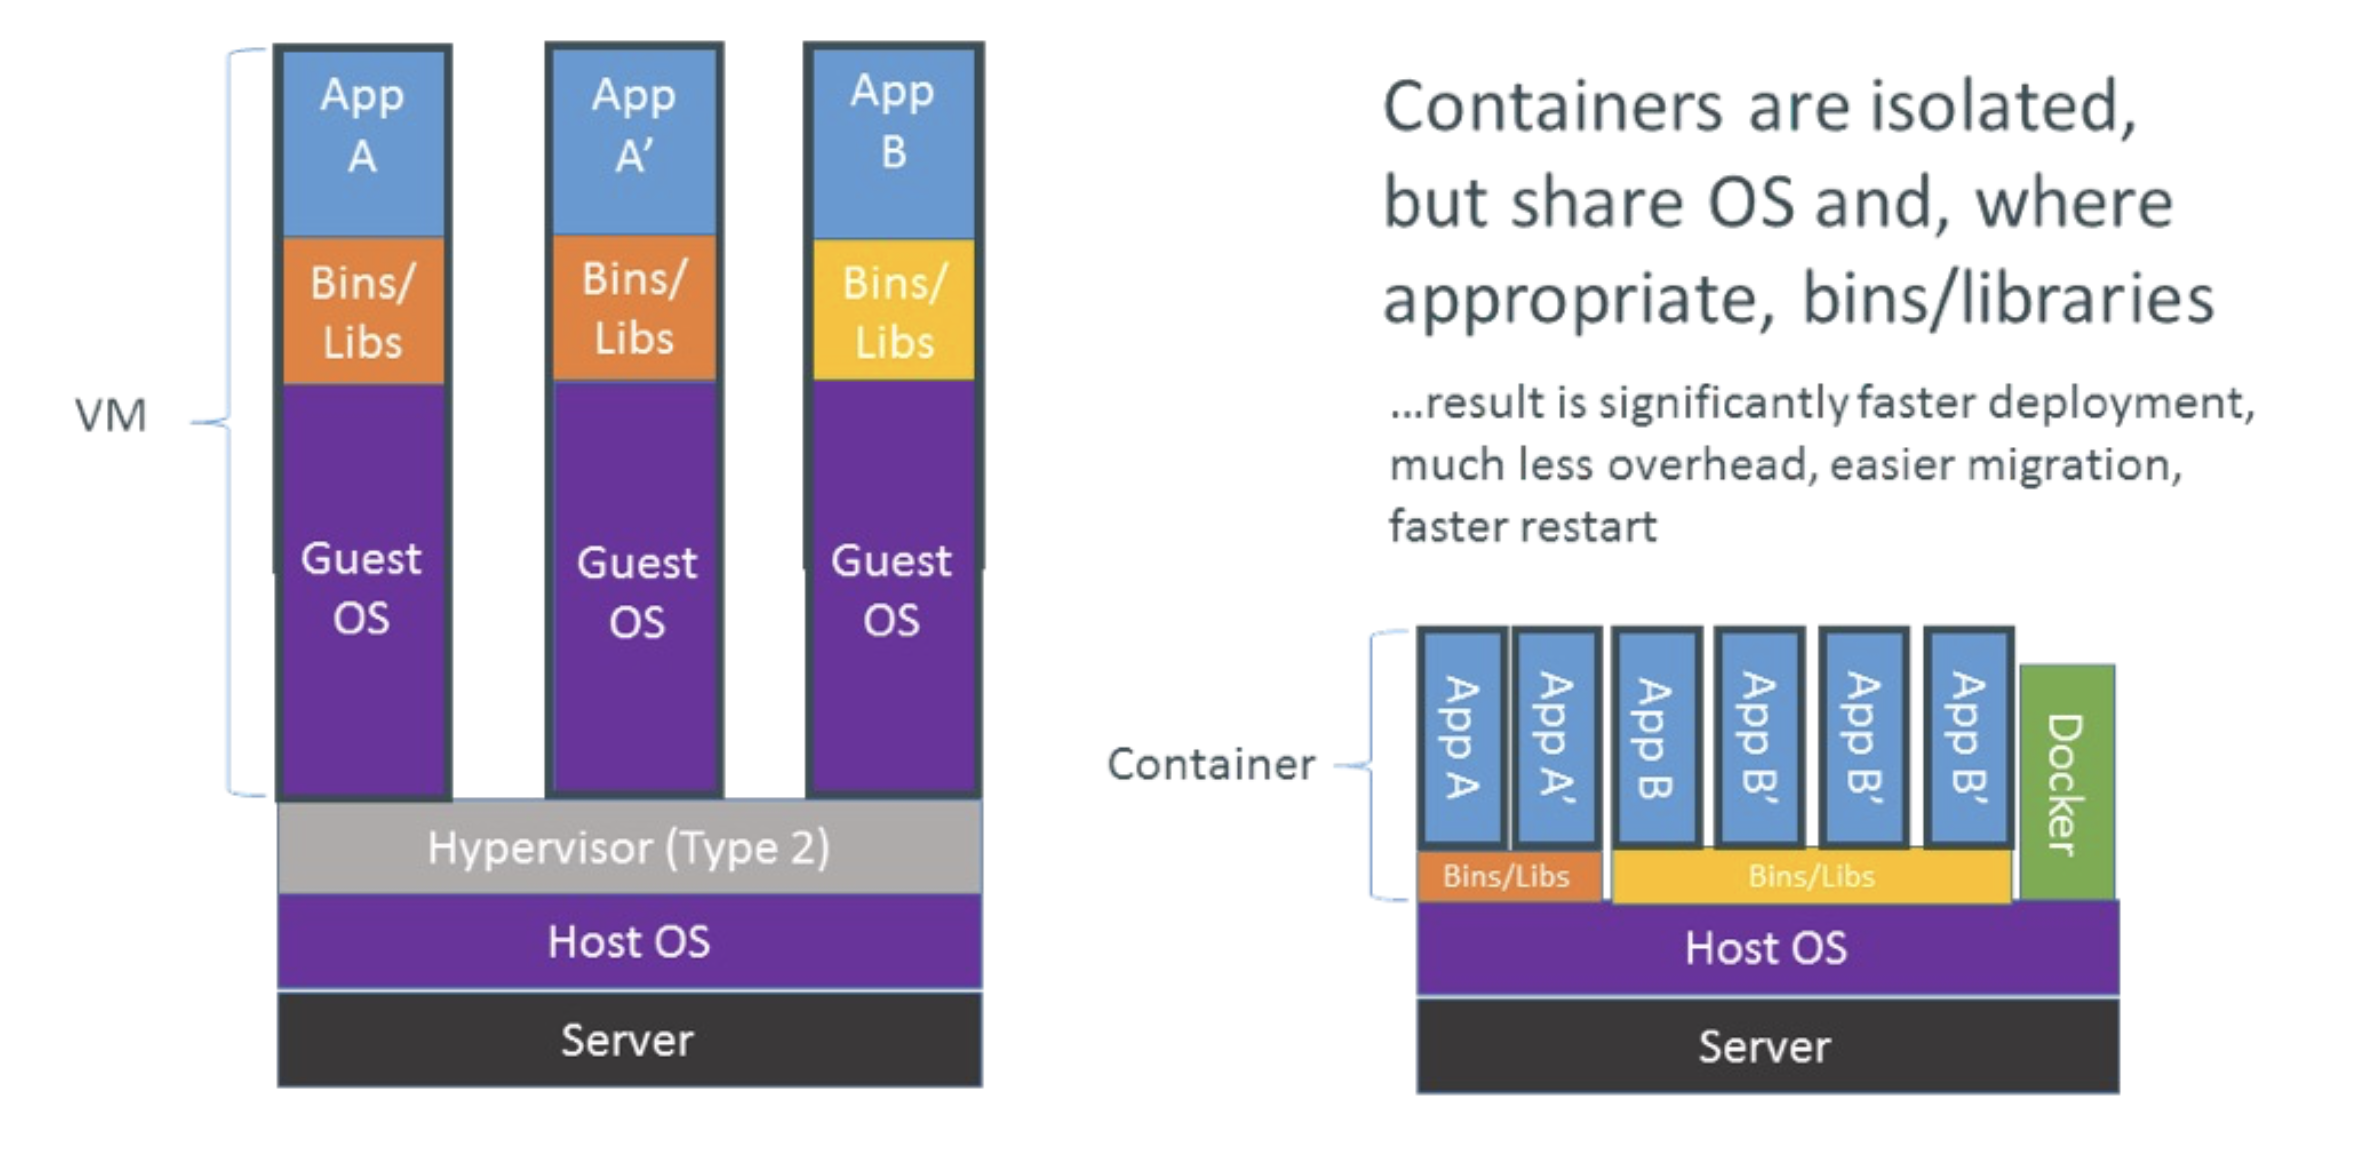 VM
App
A
Bins/
Libs
Guest
OS
App
A’
Bins/
Libs
Guest
OS
App
B
Bins/
Libs
Guest
OS
Hypervisor (Type 2)
Host OS
Server
Containers are isolated,
but share OS and, where
appropriate, bins/libraries
...result is significantly faster deployment,
much less overhead, easier migration,
faster restart
Container
App A
App A’
App B
App B’
App B’
App B’
Docker
Bins/Libs
Bins/Libs
Host OS
Server